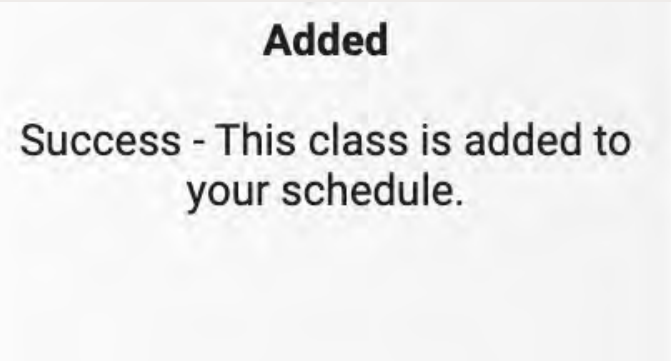 Added
Success - This class is added to
your schedule.